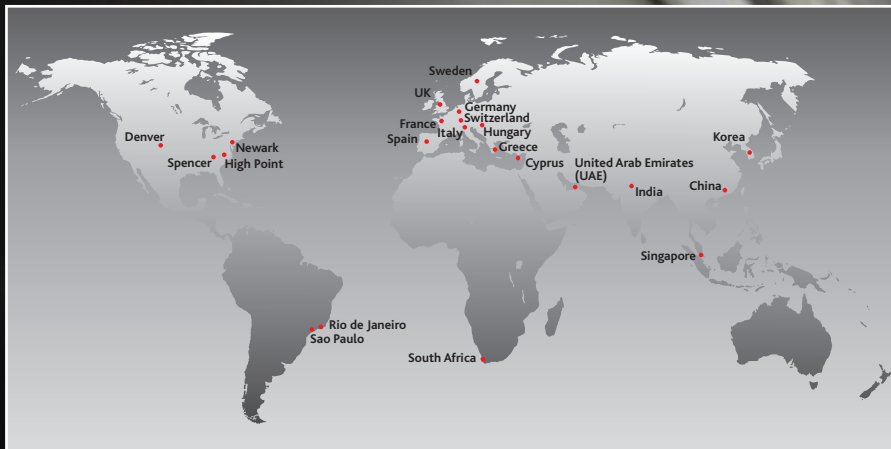 Sweden
UK
Germany
Switzerland
France
Hungary
Italy
Spain
Greece
Cyprus
Denver
Newark
Spencer
High Point
Korea
United Arab Emirates
(UAE)
India
China
Singapore
Rio de Janeiro
Sao Paulo
South Africa